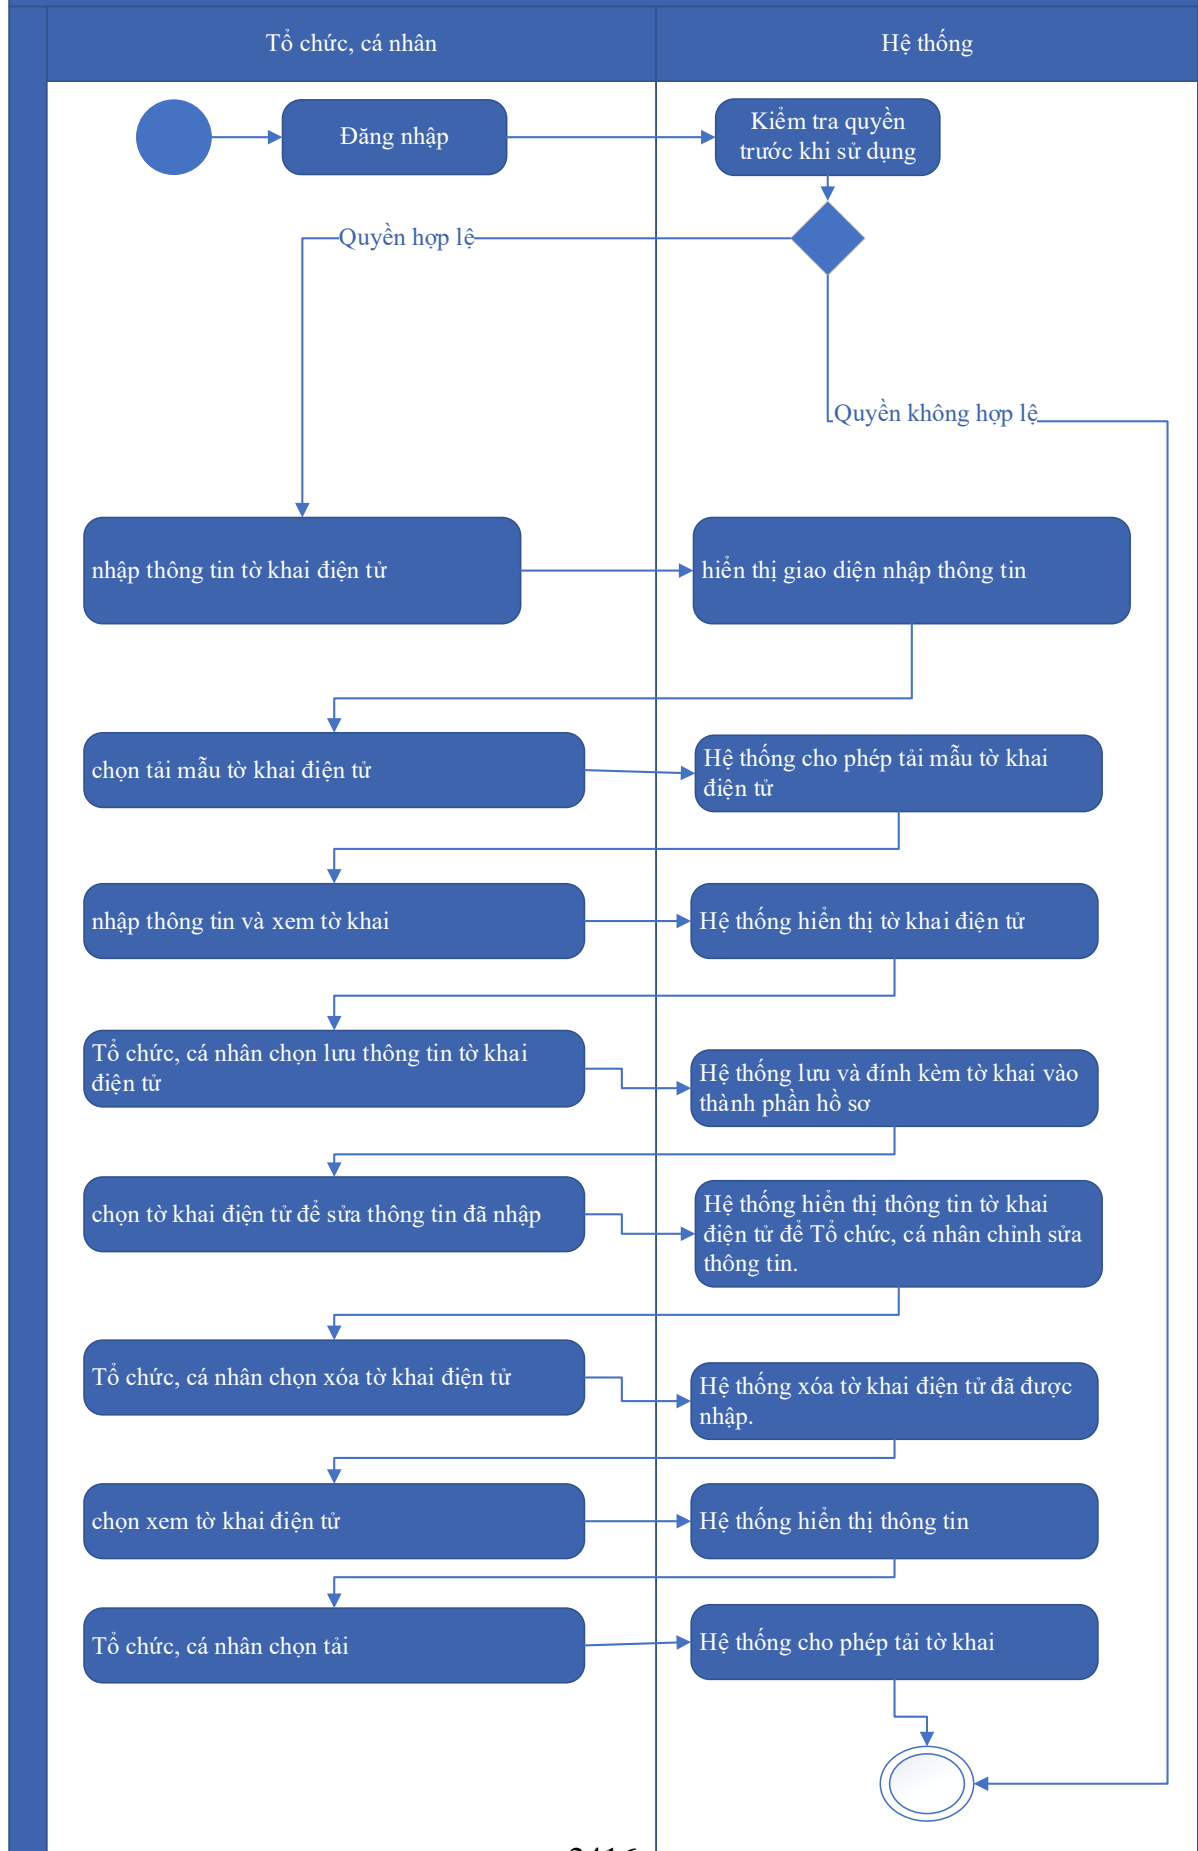 Tổ chức, cá nhân
Hệ thống
Đăng nhập
Kiểm tra quyền
trước khi sử dụng
Quyền hợp lệ
Quyền không hợp lệ
nhập thông tin tờ khai điện tử
hiển thị giao diện nhập thông tin
chọn tải mẫu tờ khai điện tử
Hệ thống cho phép tải mẫu tờ khai
điện tử
nhập thông tin và xem tờ khai
Hệ thống hiển thị tờ khai điện tử
Tổ chức, cá nhân chọn lưu thông tin tờ khai
điện tử
Hệ thống lưu và đính kèm tờ khai vào
thành phần hồ sơ
chọn tờ khai điện tử để sửa thông tin đã nhập
Hệ thống hiển thị thông tin tờ khai
điện tử để Tổ chức, cá nhân chỉnh sửa
thông tin.
Tổ chức, cá nhân chọn xóa tờ khai điện tử
Hệ thống xóa tờ khai điện tử đã được
nhập.
chọn xem tờ khai điện tử
Hệ thống hiển thị thông tin
Tổ chức, cá nhân chọn tải
Hệ thống cho phép tải tờ khai